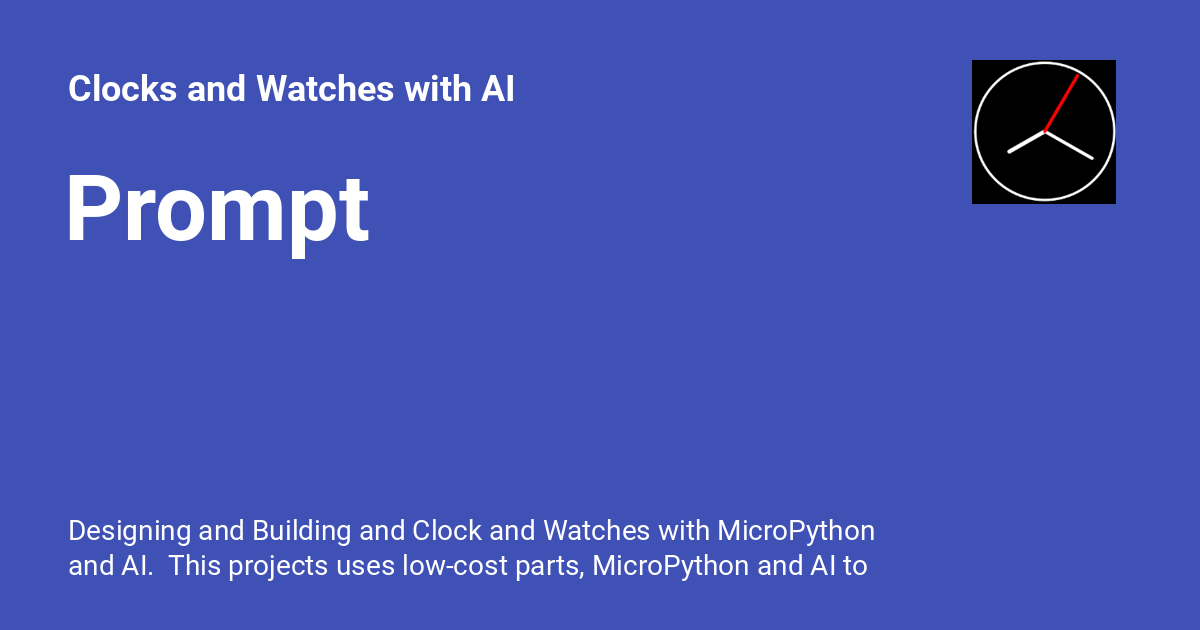 Clocks and Watches with AI
Prompt
Designing and Building and Clock and Watches with MicroPython
and AI.  This projects uses low-cost parts, MicroPython and AI to